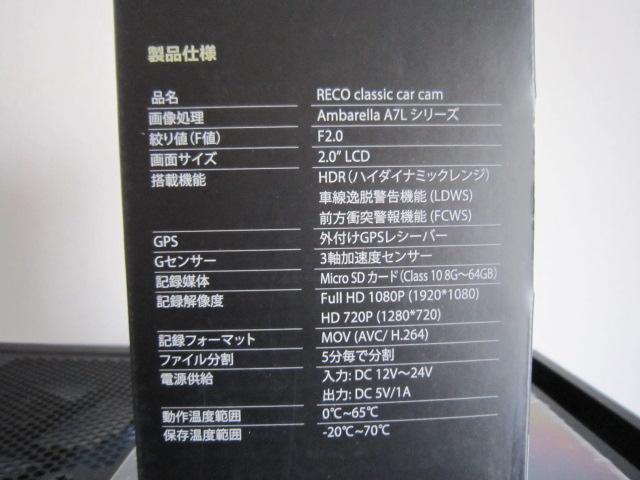 製品仕様
品名 RECO classic car cam
画像処理 Ambarella A7L シリーズ
絞り値(F値) F2.0
画面サイズ 2.0” LCD
搭載機能 HDR(ハイダイナミックレンジ)
車線逸脱警告機能 (LDWS)
前方衝突警報機能 (FCWS)
GPS 外付けGPSレシーバー
Gセンサー 3軸加速度センサー
記録媒体 Micro SDカード(Class 10 8G~64GB)
記録解像度 Full HD 1080P (1920*1080)
HD 720P (1280*720)
記録フォーマット MOV (AVC/ H.264)
ファイル分割 5分毎で分割
電源供給 入力: DC 12V~24V
出力: DC 5V/1A
動作温度範囲 0℃~65℃
保存温度範囲 -20℃~70℃